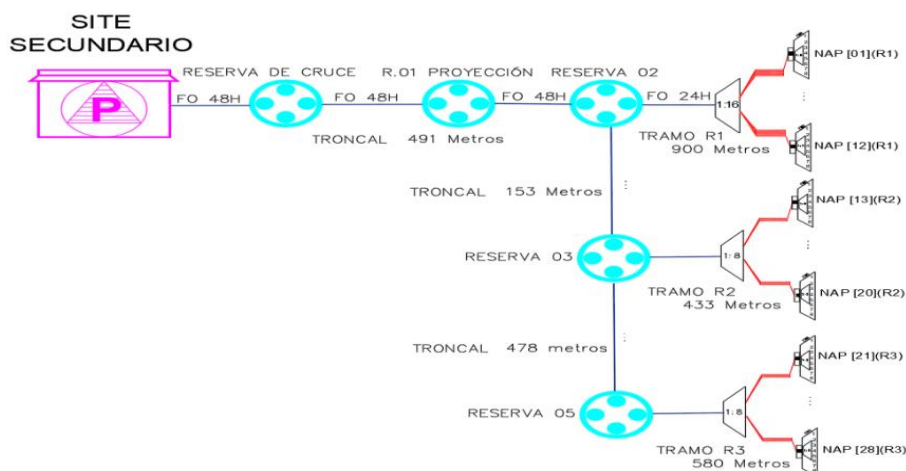 SITE
SECUNDARIO
P
RESERVA DE CRUCE
R.01 PROYECCIÓN
RESERVA 02
FO 48H
FO 48H
FO 48H
FO 24H
1:16
TRONCAL 491 Metros
TRAMO R1
900 Metros
NAP [01](R1)
NAP [12](R1)
TRONCAL 153 Metros
RESERVA 03
1:8
TRAMO R2
433 Metros
NAP [13](R2)
NAP [20](R2)
TRONCAL 478 metros
RESERVA 05
1:8
TRAMO R3
580 Metros
NAP [21](R3)
NAP [28](R3)